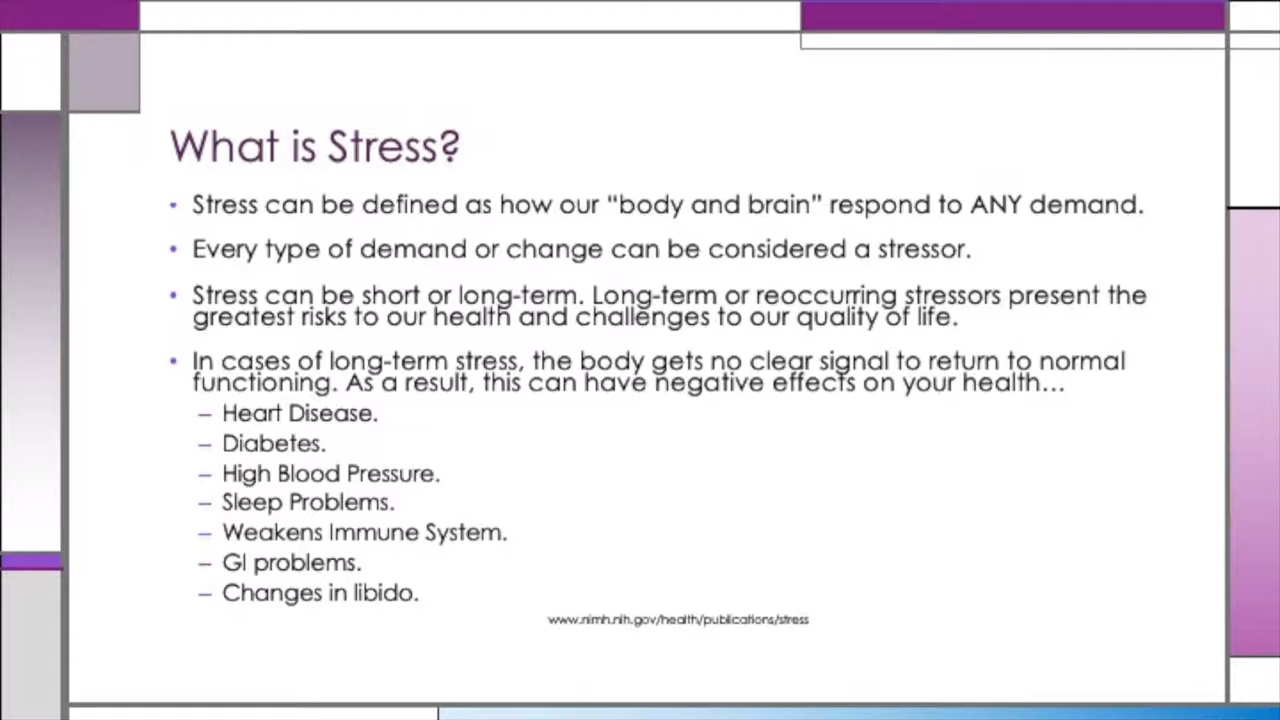 What is Stress?
• Stress can be defined as how our “body and brain” respond to ANY demand.
• Every type of demand or change can be considered a stressor.
• Stress can be short or long-term. Long-term or reoccurring stressors present the
greatest risks to our health and challenges to our quality of life.
• In cases of long-term stress, the body gets no clear signal to return to normal
functioning. As a result, this can have negative effects on your health…
– Heart Disease.
– Diabetes.
– High Blood Pressure.
– Sleep Problems.
– Weakens Immune System.
– GI problems.
– Changes in libido.
www.nimh.nih.gov/health/publications/stress